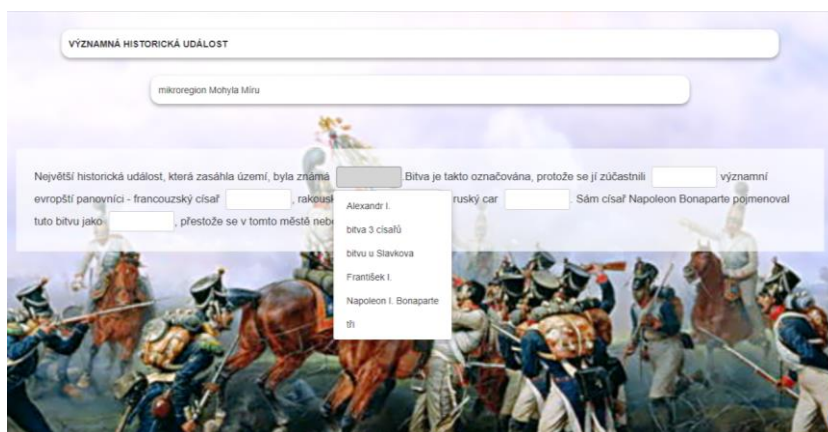 VÝZNAMNÁ HISTORICKÁ UDÁLOST
mikroregion Mohyla Míru
Největší historická událost, která zasáhla území, byla známá .Bitva je takto označována, protože se jí zúčastnili významní
evropští panovníci - francouzský císař , rakousk ruský car . Sám císař Napoleon Bonaparte pojmenoval
tuto bitvu jako , přestože se v tomto městě neb
Alexandr I.
bitva 3 císařů
bitvu u Slavkova
František I.
Napoleon I. Bonaparte
tři